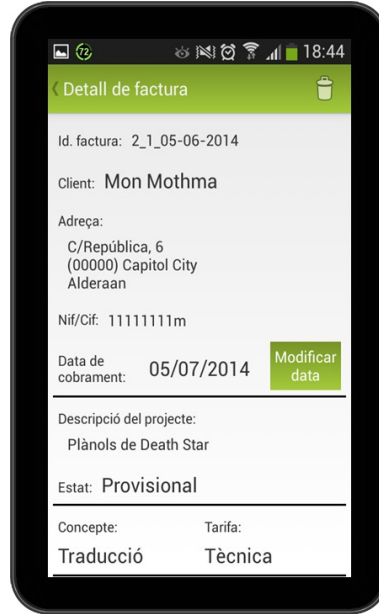 72
18:44
Detall de factura
Id. factura: 2_1_05-06-2014
Client: Mon Mothma
Adreça:
C/República, 6
(00000) Capitol City
Alderaan
Nif/Cif: 11111111m
Data de
cobrament:
05/07/2014
Modificar
data
Descripció del projecte:
Plànols de Death Star
Estat: Provisional
Concepte: Tarifa:
Traducció Tècnica